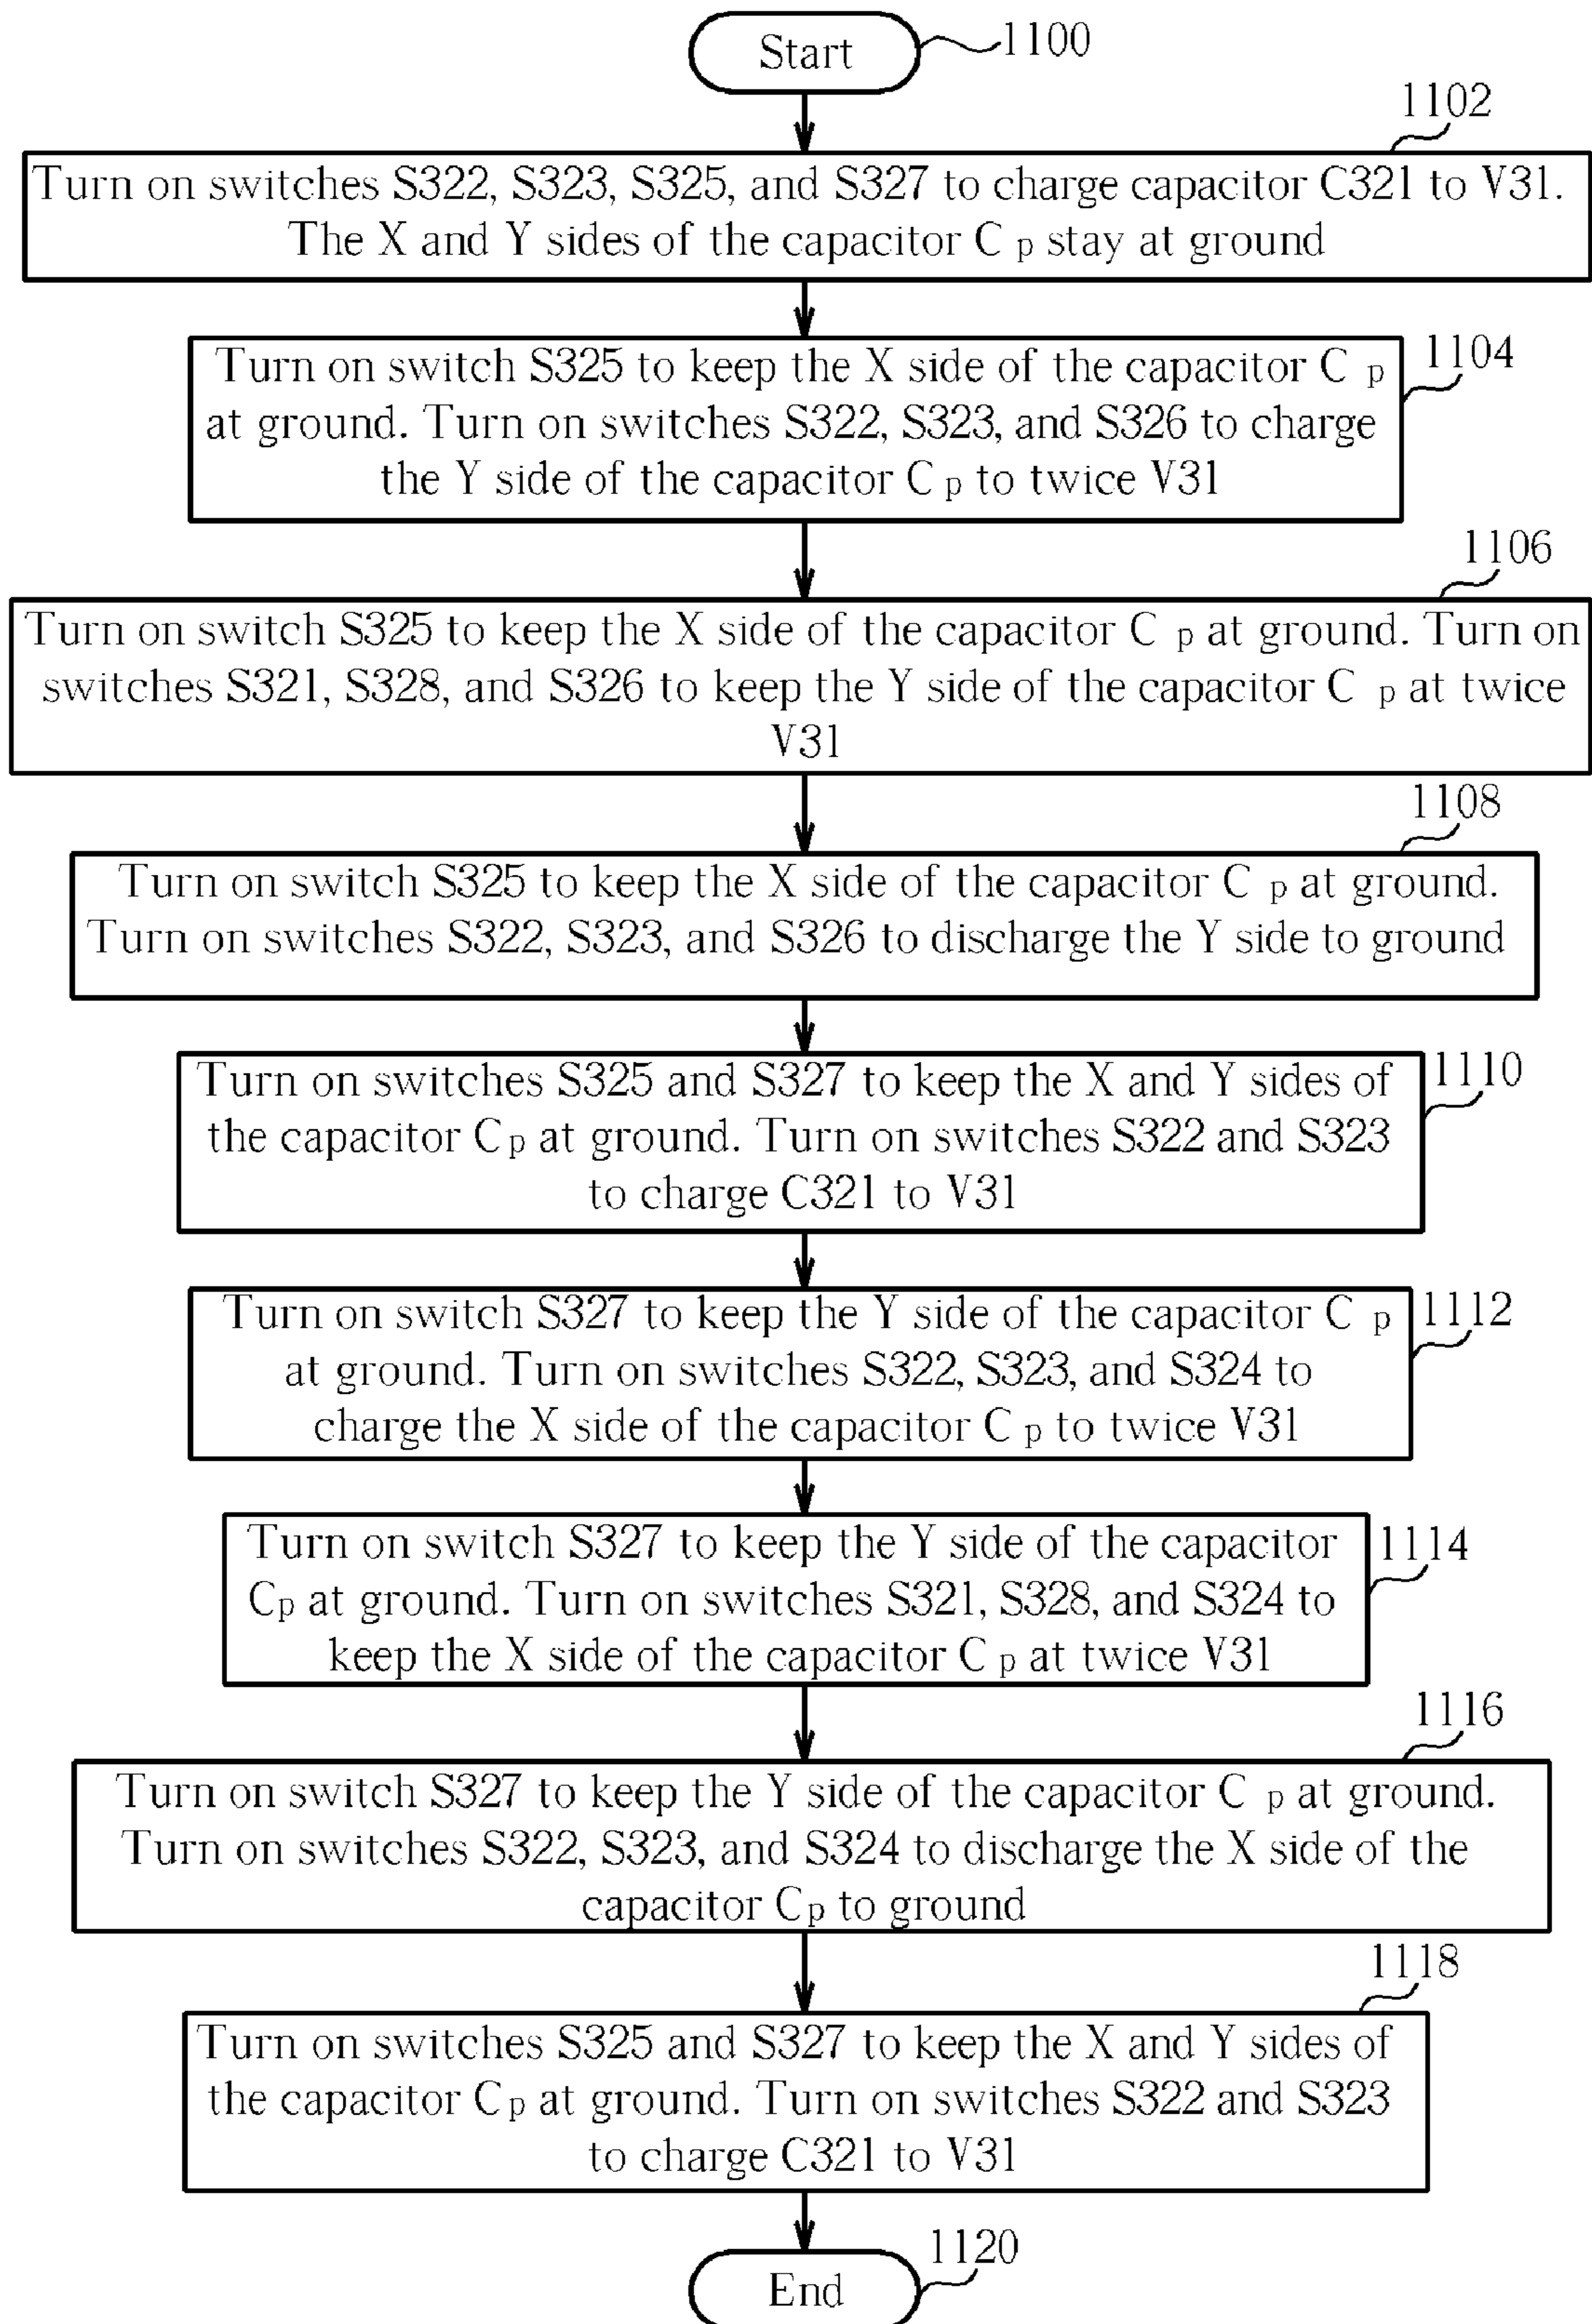 Start
1100
1102
Turn on switches S322, S323, S325, and S327 to charge capacitor C321 to V31.
The X and Y sides of the capacitor C p stay at ground
Turn on switch S325 to keep the X side of the capacitor C p
at ground. Turn on switches S322, S323, and S326 to charge
the Y side of the capacitor C p to twice V31
1104
1106
Turn on switch S325 to keep the X side of the capacitor C p at ground. Turn on
switches S321, S328, and S326 to keep the Y side of the capacitor C p at twice
V31
1108
Turn on switch S325 to keep the X side of the capacitor C p at ground.
Turn on switches S322, S323, and S326 to discharge the Y side to ground
Turn on switches S325 and S327 to keep the X and Y sides of
the capacitor Cp at ground. Turn on switches S322 and S323
to charge C321 to V31
1110
Turn on switch S327 to keep the Y side of the capacitor C p
at ground. Turn on switches S322, S323, and S324 to
charge the X side of the capacitor C p to twice V31
1112
Turn on switch S327 to keep the Y side of the capacitor
Cp at ground. Turn on switches S321, S328, and S324 to
keep the X side of the capacitor C p at twice V31
1114
1116
Turn on switch S327 to keep the Y side of the capacitor C p at ground.
Turn on switches S322, S323, and S324 to discharge the X side of the
capacitor Cp to ground
1118
Turn on switches S325 and S327 to keep the X and Y sides of
the capacitor Cp at ground. Turn on switches S322 and S323
to charge C321 to V31
1120
End